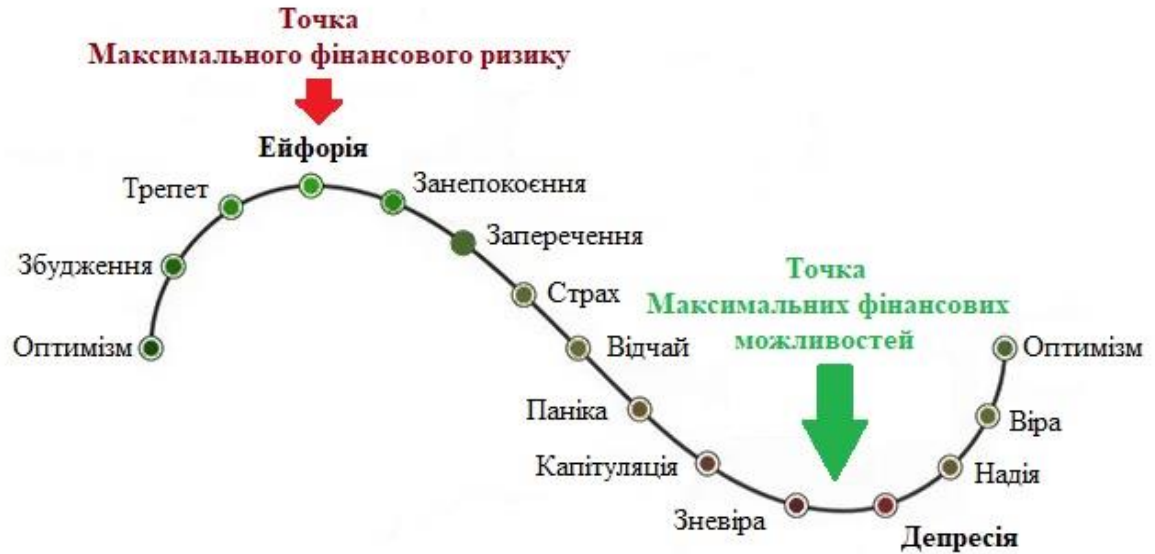 Точка
Максимального фінансового ризику
Ейфорія
Трепет
Занепокоєння
Заперечення
Збудження
Страх
Оптимізм
Відчай
Точка
Максимальних фінансових
можливостей
Оптимізм
Паніка
Віра
Капітуляція
Надія
Зневіра
Депресія